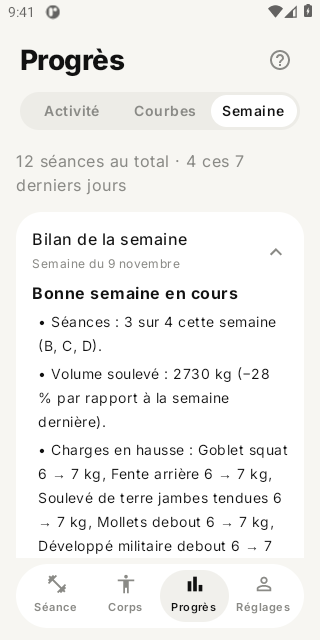 9:41
Progrès
Activité
Courbes
Semaine
12 séances au total · 4 ces 7
derniers jours
Bilan de la semaine
Semaine du 9 novembre
Bonne semaine en cours
• Séances : 3 sur 4 cette semaine
(B, C, D).
• Volume soulevé : 2730 kg (−28
% par rapport à la semaine
dernière).
• Charges en hausse : Goblet squat
6 → 7 kg, Fente arrière 6 → 7 kg,
Soulevé de terre jambes tendues 6
→ 7 kg, Mollets debout 6 → 7 kg,
Développé militaire debout 6 → 7
Séance
Corps
Progrès
Réglages